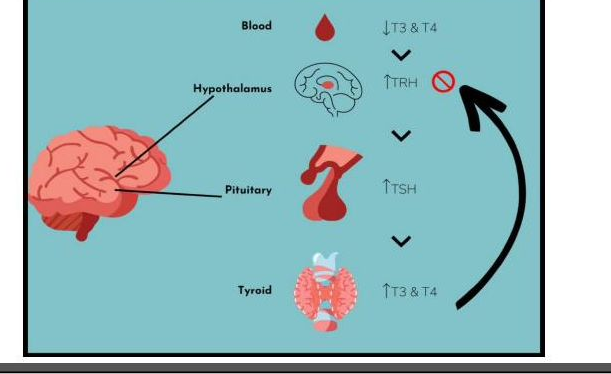 Blood
↓T3 & T4
Hypothalamus
↑TRH
Pituitary
↑TSH
Tyroid
↑T3 & T4